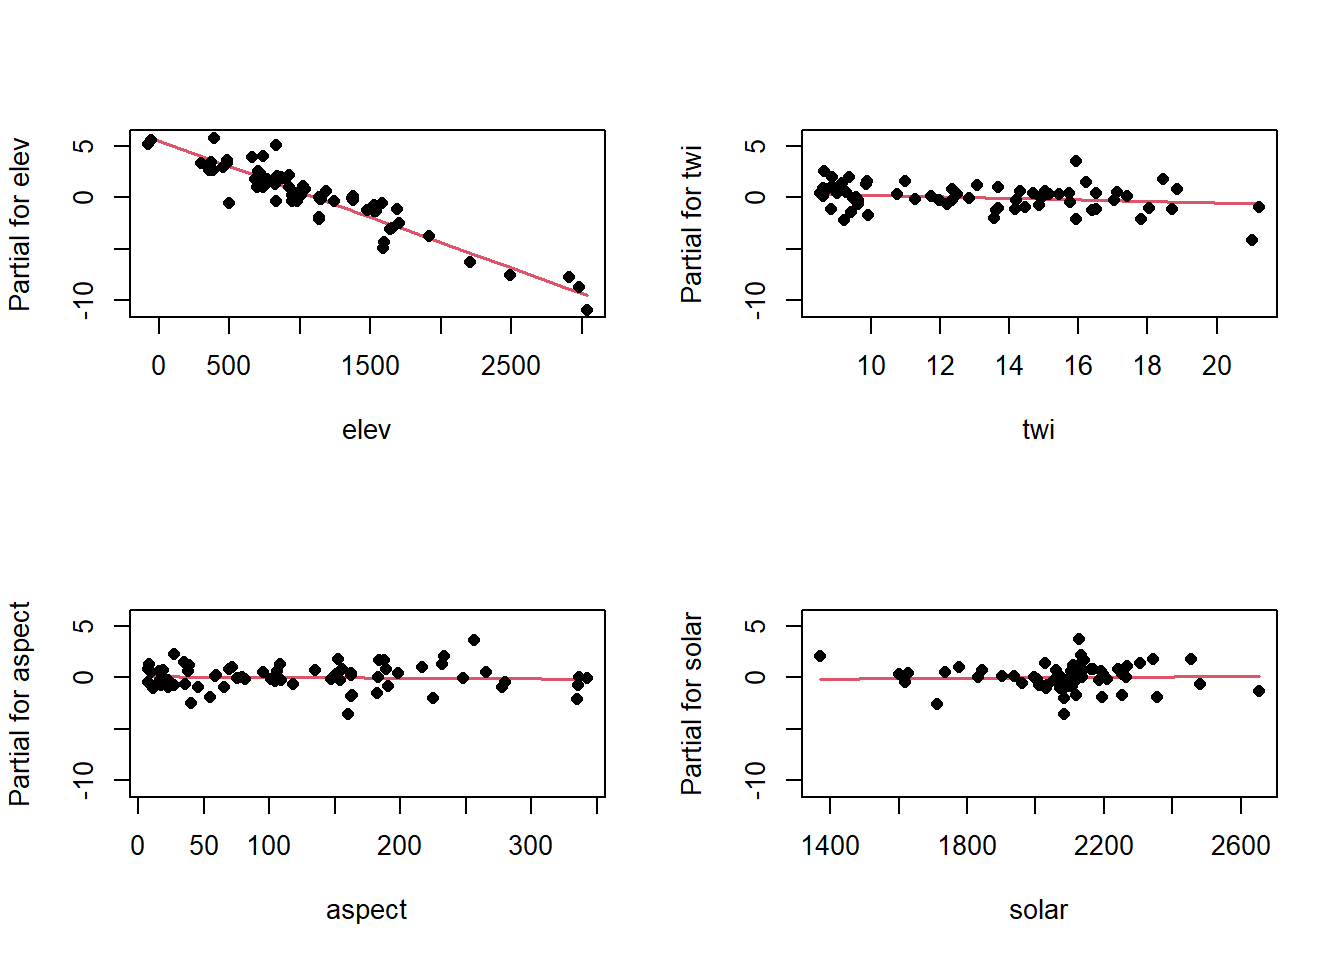 Partial for elev
5
0
-10
0 500 1500 2500
elev
Partial for twi
5
0
-10
10 12 14 16 18 20
twi
Partial for aspect
5
0
-10
0 50 100 200 300
aspect
Partial for solar
5
0
-10
1400 1800 2200 2600
solar